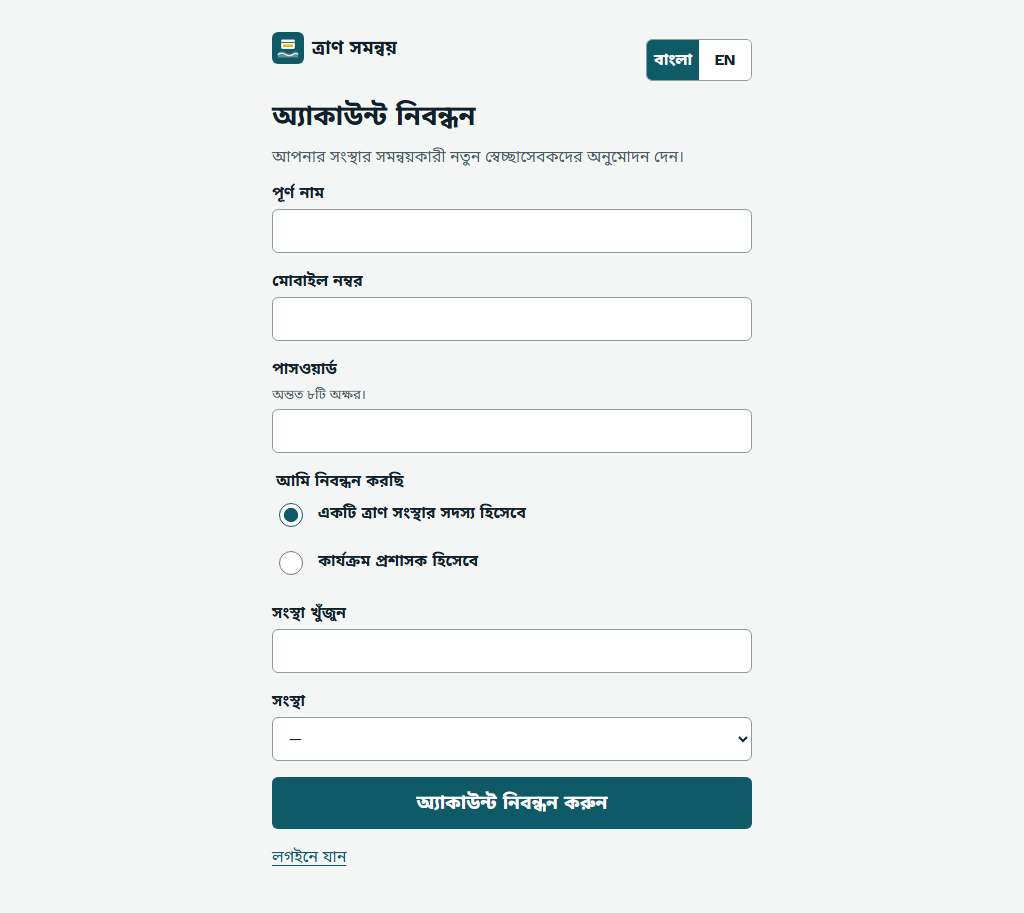 ত্রাণ সমন্বয়
বাংলা EN
অ্যাকাউন্ট নিবন্ধন
আপনার সংস্থার সমন্বয়কারী নতুন স্বেচ্ছাসেবকদের অনুমোদন দেন।
পূর্ণ নাম
মোবাইল নম্বর
পাসওয়ার্ড
অন্তত ৮টি অক্ষর।
আমি নিবন্ধন করছি
একটি ত্রাণ সংস্থার সদস্য হিসেবে
কার্যক্রম প্রশাসক হিসেবে
সংস্থা খুঁজুন
সংস্থা
—
অ্যাকাউন্ট নিবন্ধন করুন
লগইনে যান